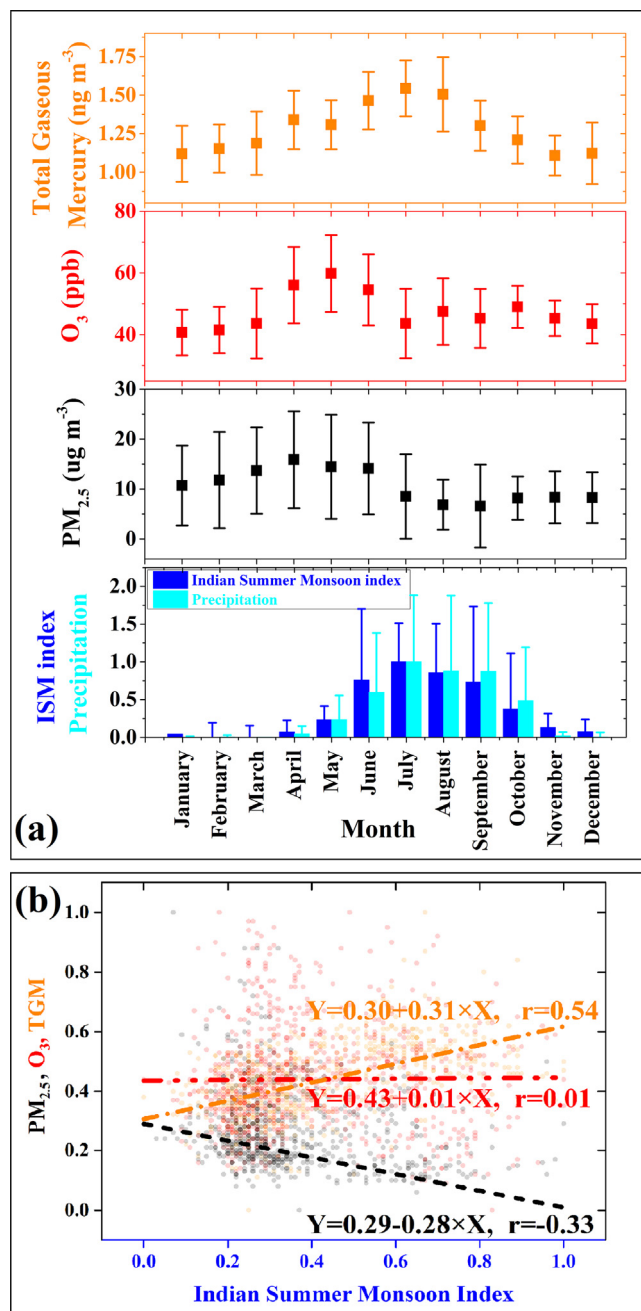 Total Gaseous
Mercury (ng m⁻³)
1.75
1.50
1.25
1.00
O₃ (ppb)
80
60
40
PM₂.₅ (ug m⁻³)
30
20
10
0
ISM index
Precipitation
2.0
1.5
1.0
0.5
0.0
Indian Summer Monsoon index
Precipitation
January
February
March
April
May
June
July
August
September
October
November
December
Month
(a)
(b)
PM₂.₅, O₃, TGM
1.0
0.8
0.6
0.4
0.2
0.0
Y=0.30+0.31×X, r=0.54
Y=0.43+0.01×X, r=0.01
Y=0.29-0.28×X, r=-0.33
0.0 0.2 0.4 0.6 0.8 1.0
Indian Summer Monsoon Index